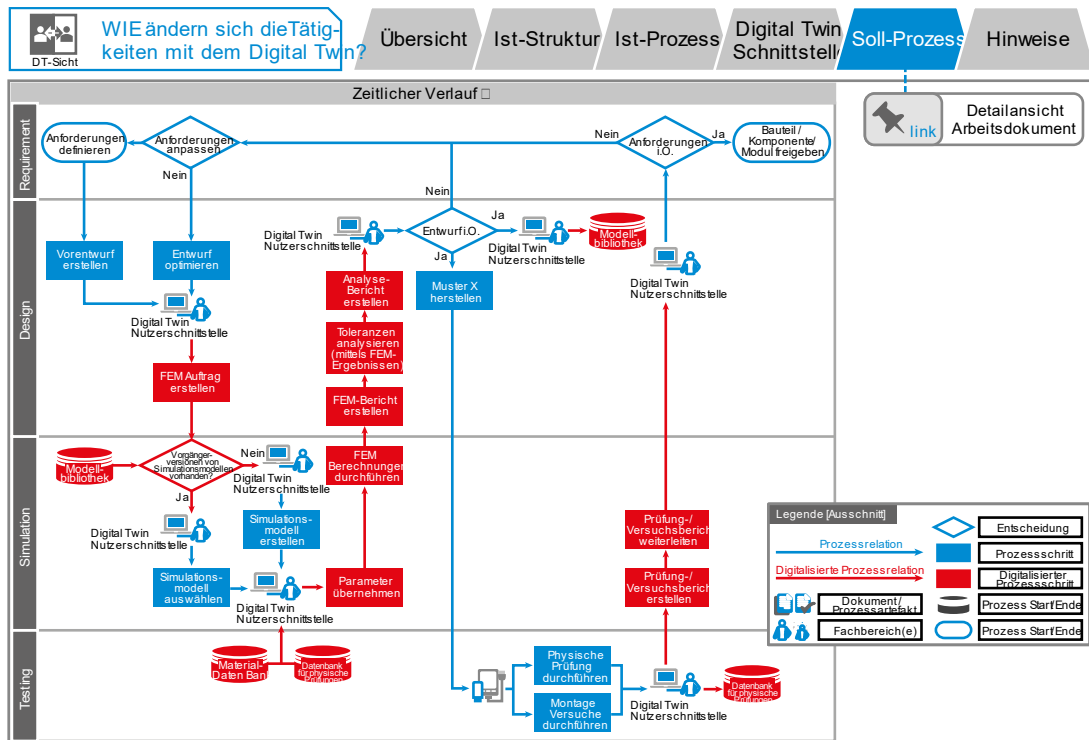 DT-Sicht
WIE ändern sich die Tätig-
keiten mit dem Digital Twin?
Übersicht
Ist-Struktur
Ist-Prozess
Digital Twin
Schnittstelle
Soll-Prozess
Hinweise
link
Detailansicht
Arbeitsdokument
Zeitlicher Verlauf
Requirement
Anforderungen
definieren
Anforderungen
anpassen
Nein
Nein
Nein
Anforderungen
i.O.
Ja
Bauteil /
Komponente/
Modul freigeben
Design
Vorentwurf
erstellen
Entwurf
optimieren
Digital Twin
Nutzerschnittstelle
FEM Auftrag
erstellen
Digital Twin
Nutzerschnittstelle
Analyse-
Bericht
erstellen
Toleranzen
analysieren
(mittels FEM-
Ergebnissen)
FEM-Bericht
erstellen
Entwurf i.O.
Ja
Ja
Digital Twin
Nutzerschnittstelle
Modell-
bibliothek
Muster X
herstellen
Digital Twin
Nutzerschnittstelle
Simulation
Modell-
bibliothek
Vorgänger-
versionen von
Simulationsmodellen
vorhanden?
Nein
Ja
Digital Twin
Nutzerschnittstelle
Digital Twin
Nutzerschnittstelle
Simulations-
modell
erstellen
Simulations-
modell
auswählen
Digital Twin
Nutzerschnittstelle
Parameter
übernehmen
FEM
Berechnungen
durchführen
Prüfung-/
Versuchsbericht
weiterleiten
Prüfung-/
Versuchsbericht
erstellen
Testing
Material-
Daten Bank
Datenbank
für physische
Prüfungen
Physische
Prüfung
durchführen
Montage
Versuche
durchführen
Digital Twin
Nutzerschnittstelle
Datenbank
für physische
Prüfungen
Legende [Ausschnitt]
Prozessrelation
Digitalisierte Prozessrelation
Dokument/
Prozessartefakt
Fachbereich(e)
Entscheidung
Prozessschritt
Digitalisierter
Prozessschritt
Prozess Start/Ende
Prozess Start/Ende